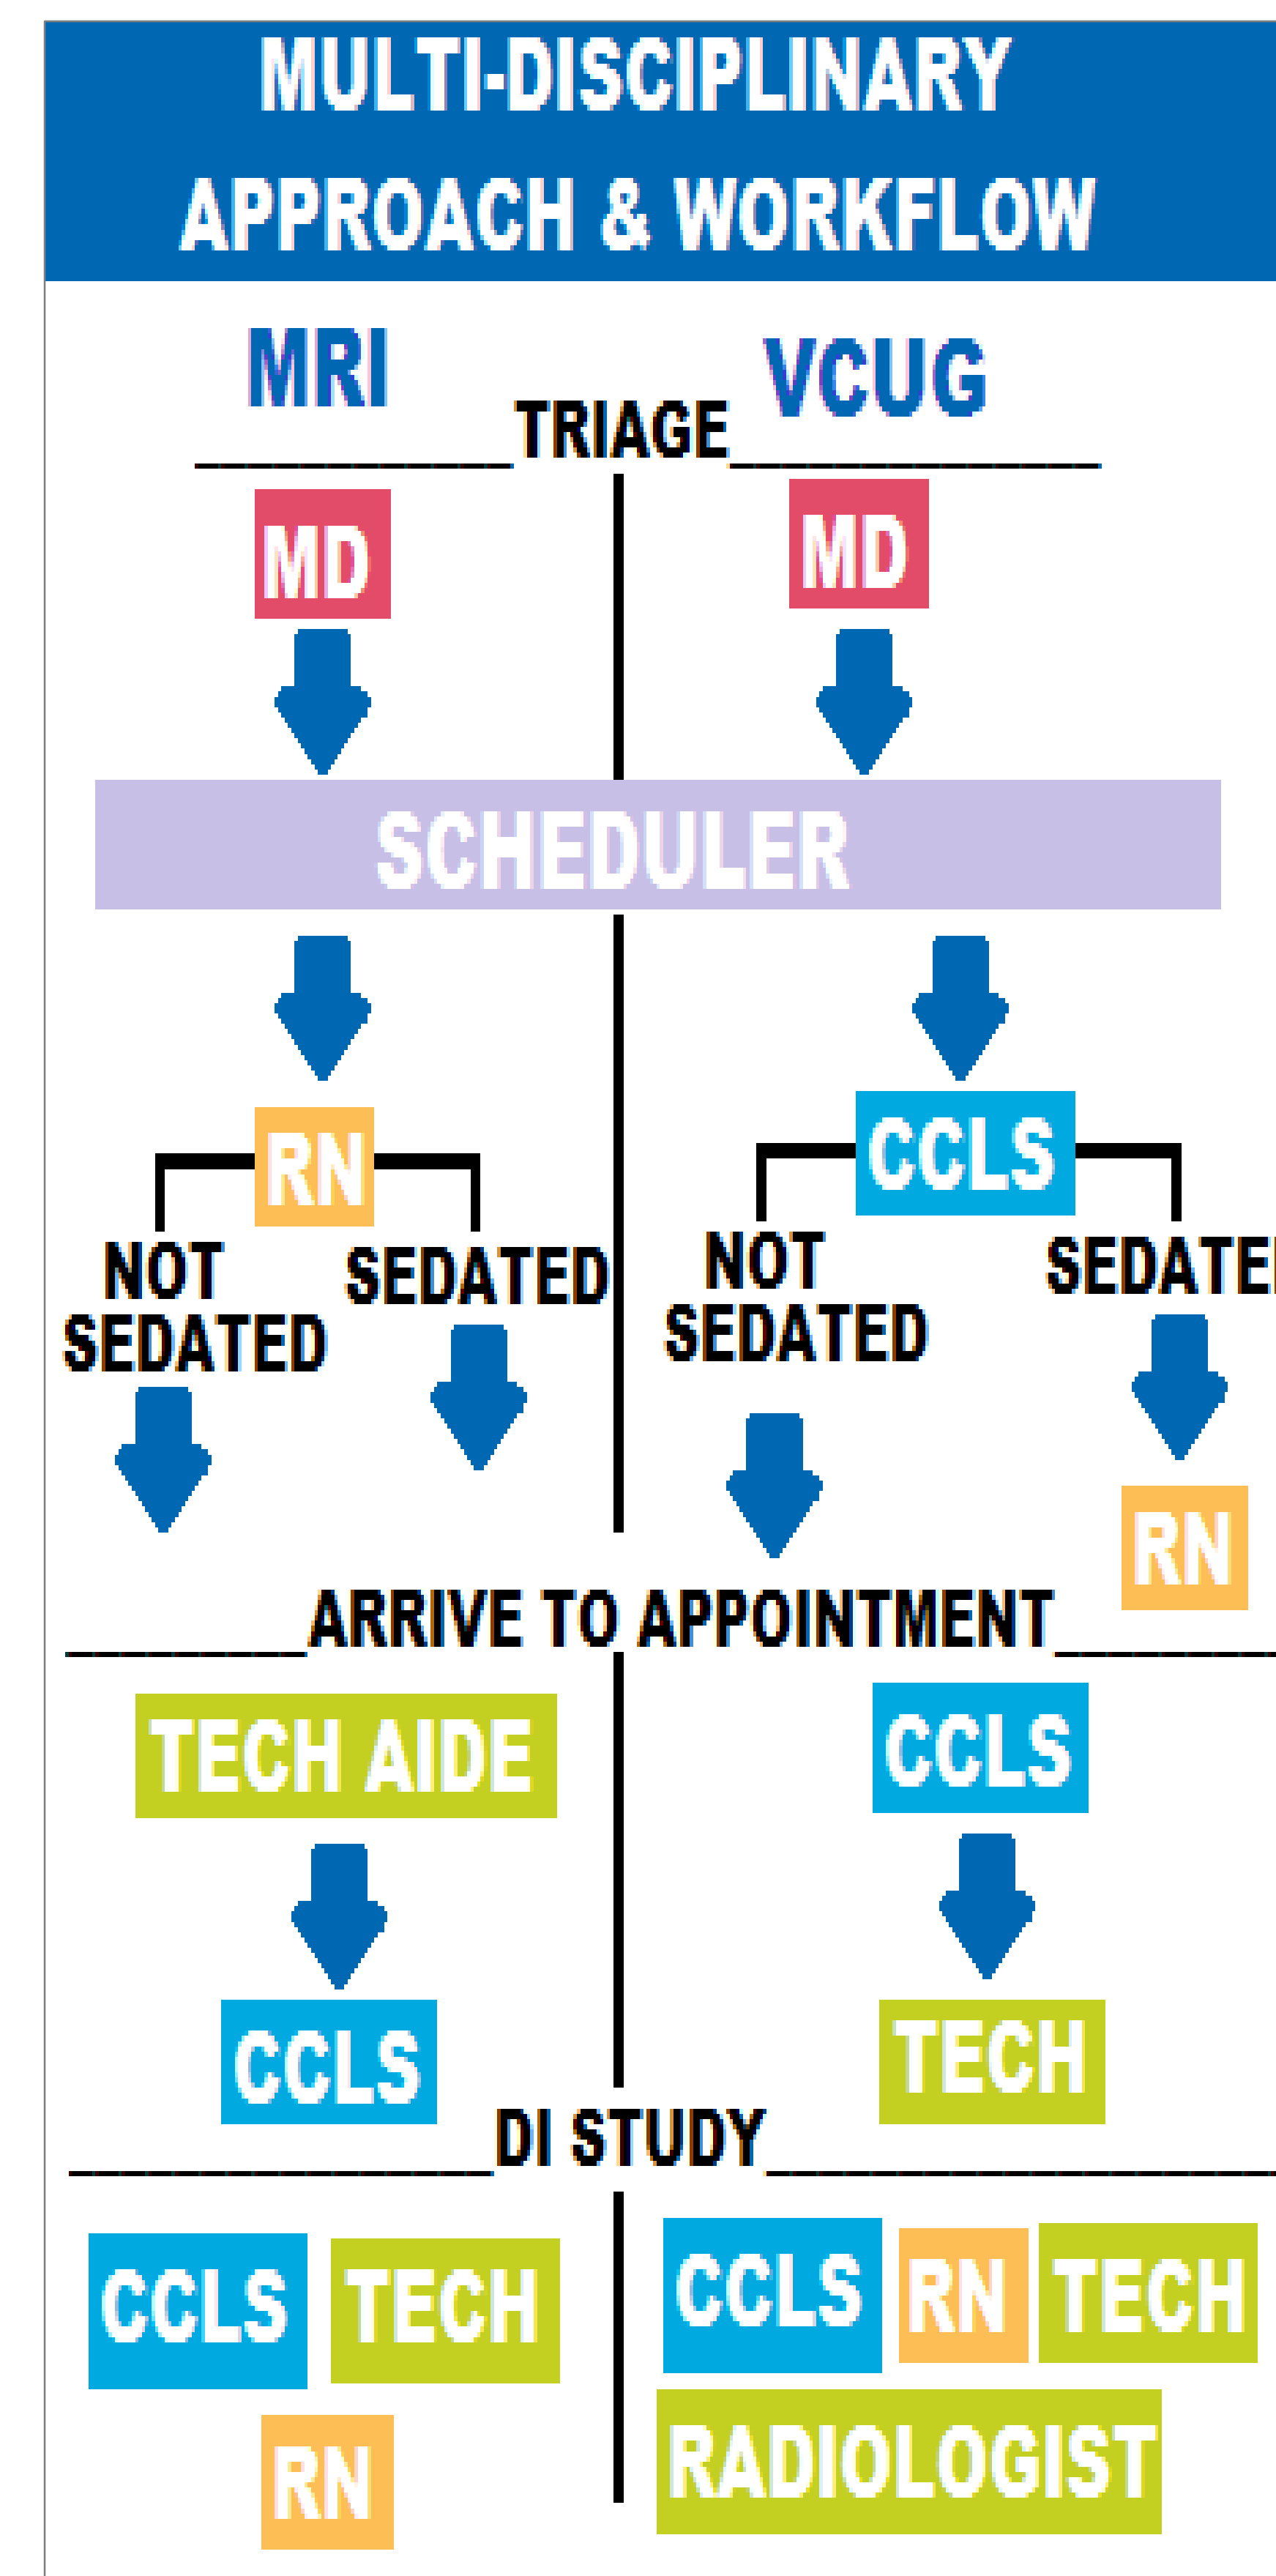 MULTI-DISCIPLINARY
APPROACH & WORKFLOW
MRI
VCUG
TRIAGE
MD
MD
SCHEDULER
RN
CCLS
NOT
SEDATED
SEDATED
NOT
SEDATED
RN
ARRIVE TO APPOINTMENT
TECH AIDE
CCLS
CCLS
TECH
DI STUDY
CCLS
TECH
CCLS
RN
TECH
RN
RADIOLOGIST